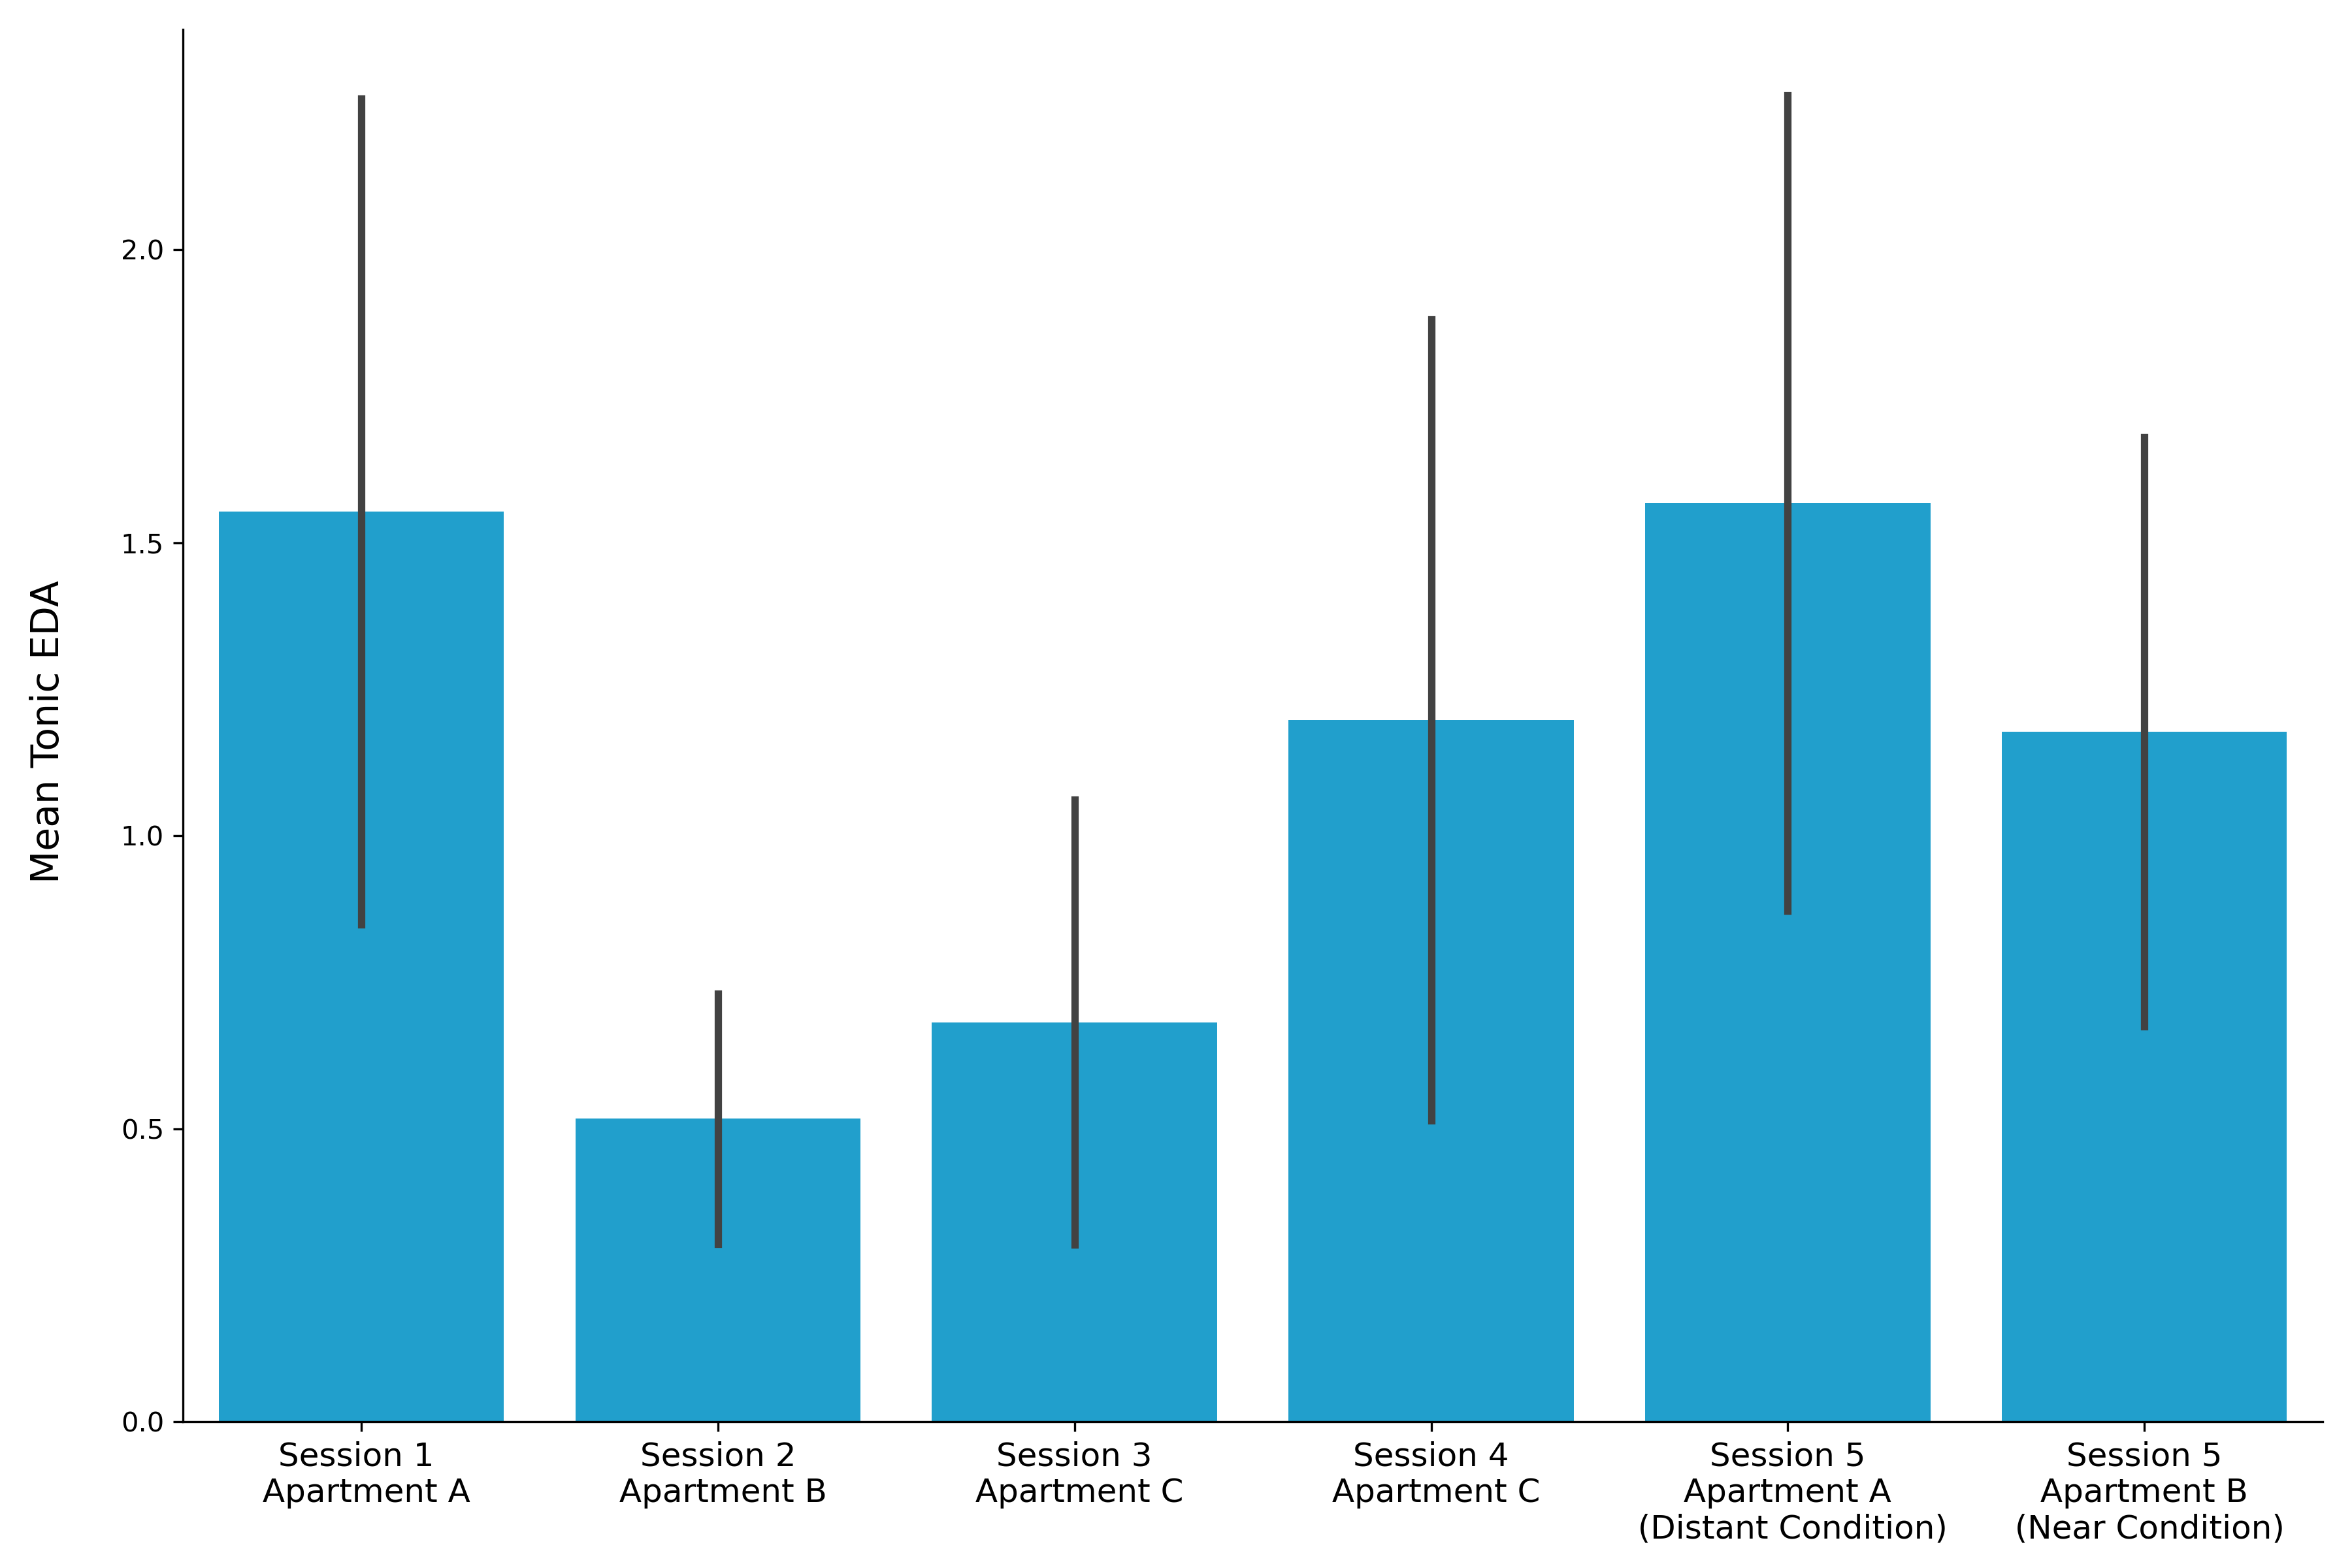 Mean Tonic EDA
2.0
1.5
1.0
0.5
0.0
Session 1
Apartment A
Session 2
Apartment B
Session 3
Apartment C
Session 4
Apartment C
Session 5
Apartment A
(Distant Condition)
Session 5
Apartment B
(Near Condition)